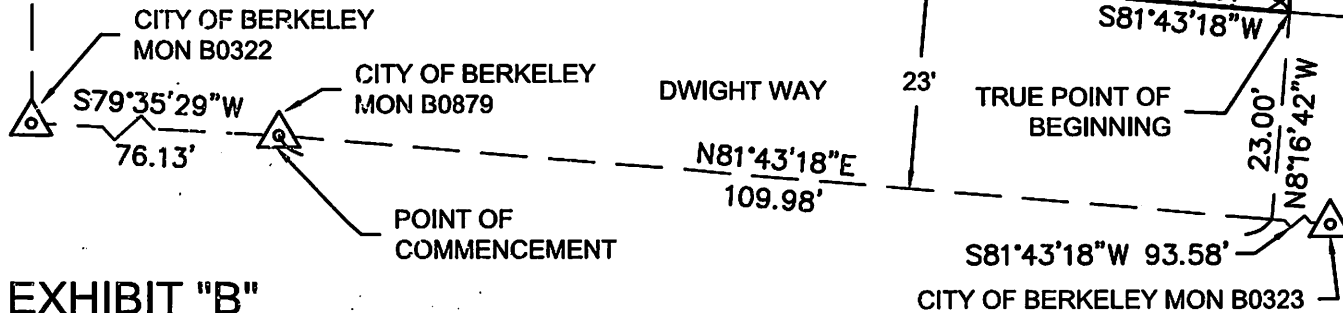 CITY OF BERKELEY
MON B0322
S79°35'29"W
76.13'
CITY OF BERKELEY
MON B0879
POINT OF
COMMENCEMENT
DWIGHT WAY
23'
N81°43'18"E
109.98'
S81°43'18"W
TRUE POINT OF
BEGINNING
23.00'
N8°16'42"W
S81°43'18"W 93.58'
CITY OF BERKELEY MON B0323
EXHIBIT "B"